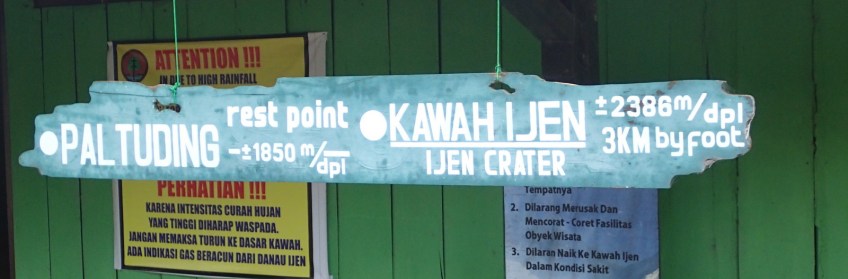 ATTENTION !!!
IN DUE TO HIGH RAINFALL
PALTUDING
rest point
±1850 m/dpl
KAWAH IJEN
IJEN CRATER
±2386 m/dpl
3KM by foot
PERHATIAN !!!
KARENA INTENSITAS CURAH HUJAN
YANG TINGGI DIHARAP WASPADA.
JANGAN MEMAKSA TURUN KE DASAR KAWAH.
ADA INDIKASI GAS BERACUN DARI DANAU IJEN
Tempatnya
2. Dilarang Merusak Dan
Mencorat - Coret Fasilitas
Obyek Wisata
3. Dilaran Naik Ke Kawah Ijen
Dalam Kondisi Sakit